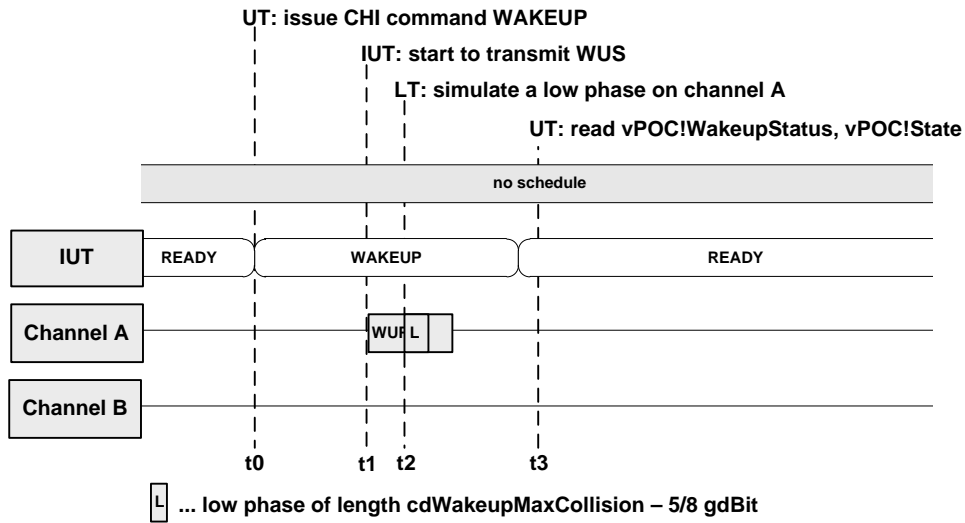 UT: issue CHI command WAKEUP
IUT: start to transmit WUS
LT: simulate a low phase on channel A
UT: read vPOC!WakeupStatus, vPOC!State
no schedule
IUT
READY
WAKEUP
READY
Channel A
WUP
L
Channel B
t0
t1
t2
t3
L ... low phase of length cdWakeupMaxCollision – 5/8 gdBit